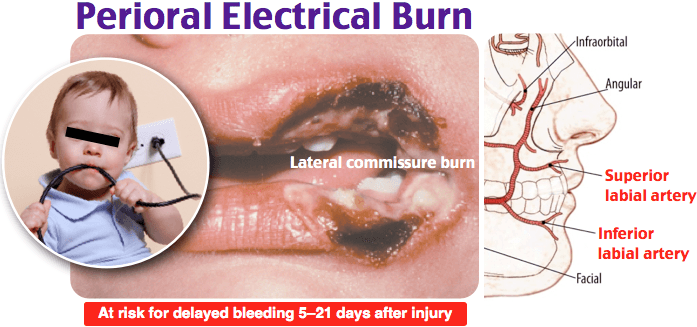 Perioral Electrical Burn
Lateral commissure burn
At risk for delayed bleeding 5–21 days after injury
Infraorbital
Angular
Superior
labial artery
Inferior
labial artery
Facial